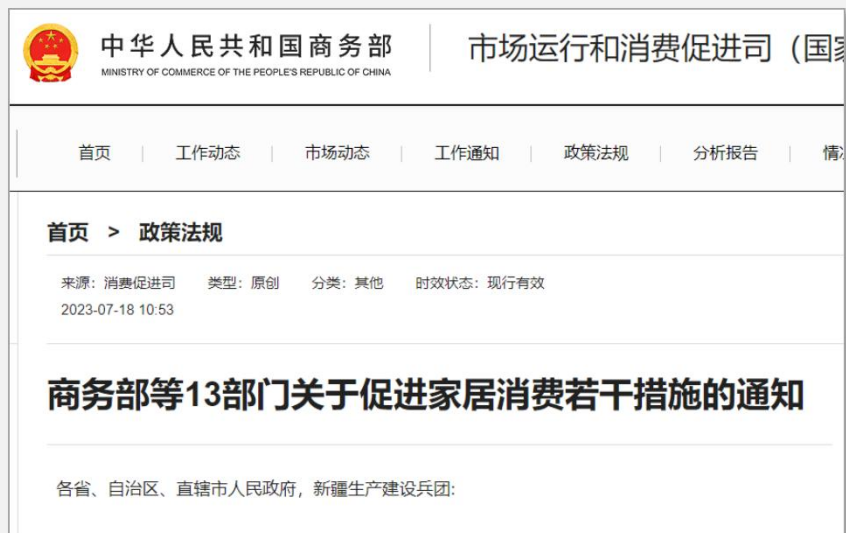 中华人民共和国商务部
MINISTRY OF COMMERCE OF THE PEOPLE'S REPUBLIC OF CHINA
市场运行和消费促进司（国
首页 | 工作动态 | 市场动态 | 工作通知 | 政策法规 | 分析报告 |
首页 > 政策法规
来源：消费促进司 类型：原创 分类：其他 时效状态：现行有效
2023-07-18 10:53
商务部等13部门关于促进家居消费若干措施的通知
各省、自治区、直辖市人民政府，新疆生产建设兵团: